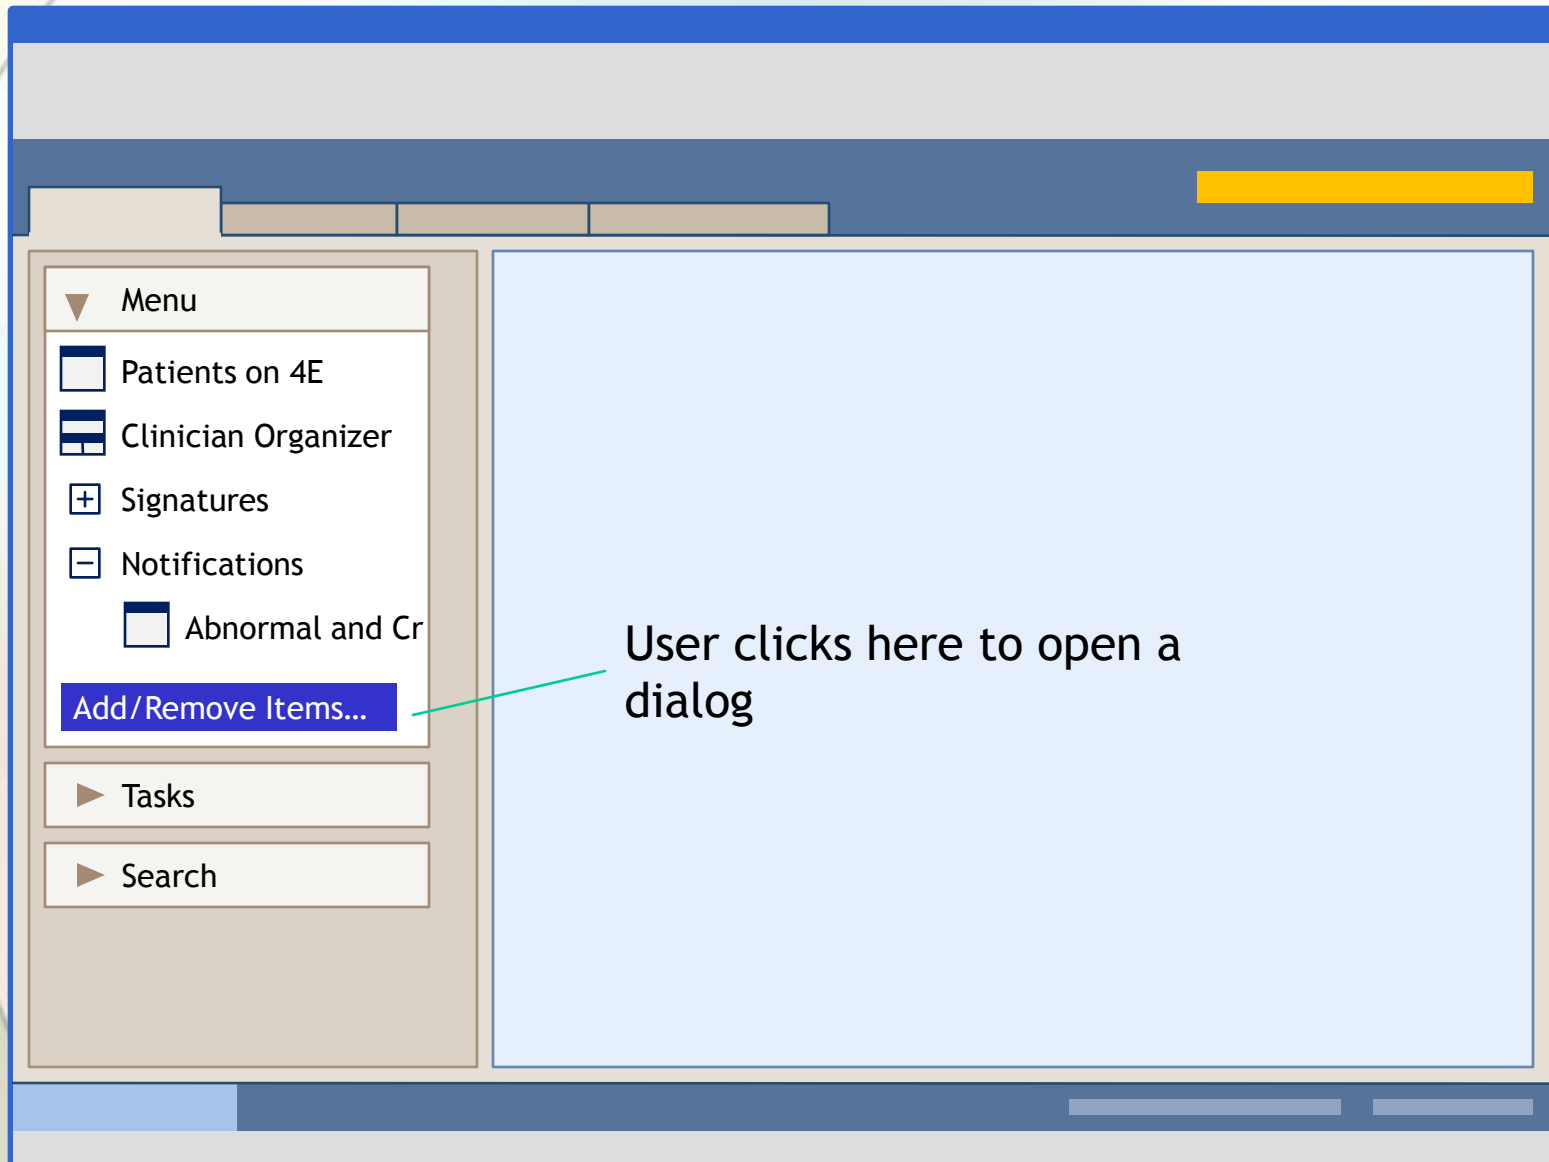 Menu
Patients on 4E
Clinician Organizer
Signatures
Notifications
Abnormal and Cr
Add/Remove Items…
Tasks
Search
User clicks here to open a
dialog